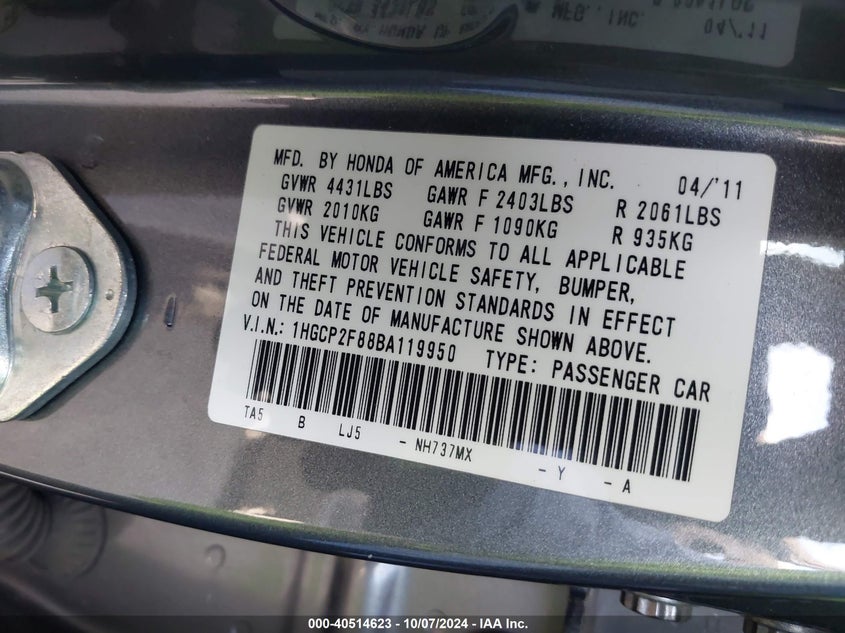 MFD. BY HONDA OF AMERICA MFG., INC. 04/'11
GVWR 4431LBS GAWR F 2403LBS R 2061LBS
GVWR 2010KG GAWR F 1090KG R 935KG
THIS VEHICLE CONFORMS TO ALL APPLICABLE
FEDERAL MOTOR VEHICLE SAFETY, BUMPER,
AND THEFT PREVENTION STANDARDS IN EFFECT
ON THE DATE OF MANUFACTURE SHOWN ABOVE.
V.I.N.: 1HGCP2F88BA119950 TYPE: PASSENGER CAR
TA5 B LJ5 - NH737MX - Y - A
000-40514623 - 10/07/2024 - IAA Inc.